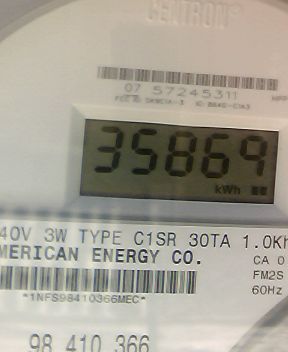 CENTRON®
07 57245311
35869
kWh
40V 3W TYPE C1SR 30TA 1.0Kh
MERICAN ENERGY CO.
CA 0
FM2S
60Hz
*1NFS98410366MEC*
98 410 366